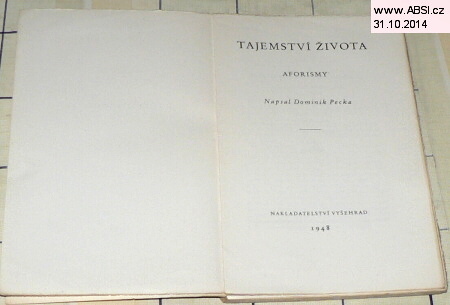 www.ABSI.cz
31.10.2014
TAJEMSTVÍ ŽIVOTA
AFORISMY
Napsal Dominik Pecka
NAKLADATELSTVÍ VYŠEHRAD
1948